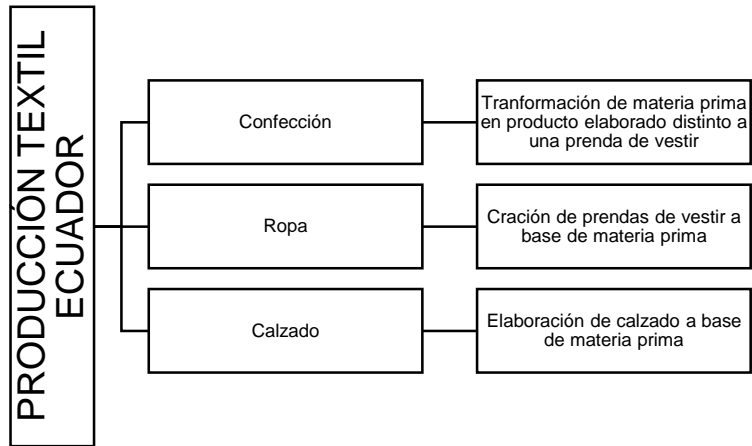 PRODUCCIÓN TEXTIL
ECUADOR
Confección
Tranformación de materia prima
en producto elaborado distinto a
una prenda de vestir
Ropa
Cración de prendas de vestir a
base de materia prima
Calzado
Elaboración de calzado a base
de materia prima